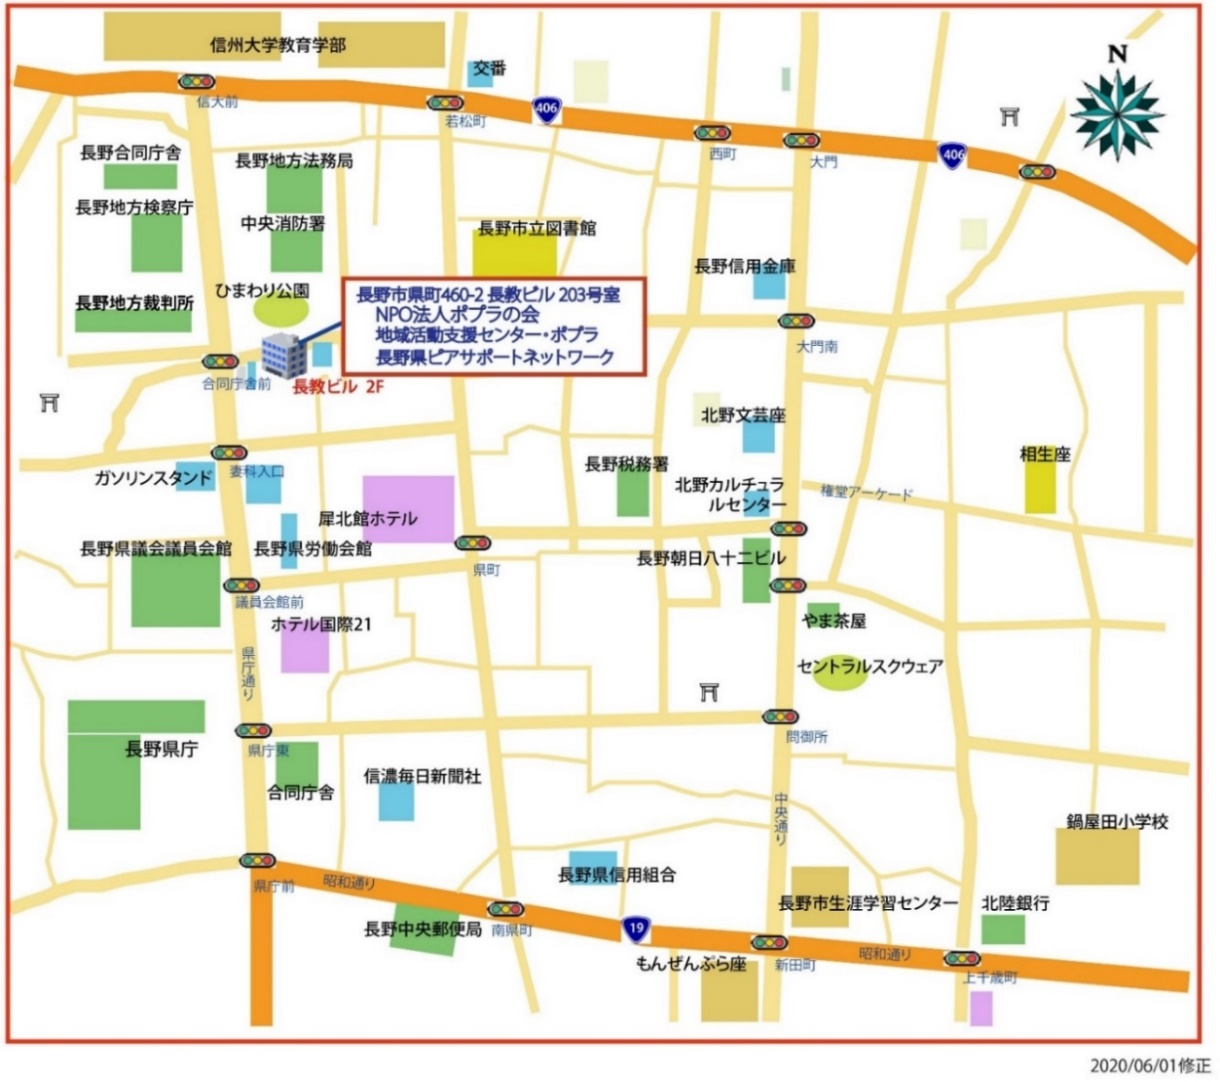 信州大学教育学部
交番
N
信大前
若松町
406
西町
大門
406
長野合同庁舎
長野地方法務局
長野地方検察庁
中央消防署
長野市立図書館
長野信用金庫
長野地方裁判所
ひまわり公園
長野市県町460-2 長教ビル 203号室
NPO法人ポプラの会
地域活動支援センター・ポプラ
長野県ピアサポートネットワーク
大門南
合同庁舎前
長教ビル 2F
北野文芸座
ガソリンスタンド
妻科入口
長野税務署
北野カルチュラ
ルセンター
権堂アーケード
相生座
犀北館ホテル
長野県議会議員会館
長野県労働会館
県町
長野朝日八十二ビル
議員会館前
ホテル国際21
やま茶屋
県庁通り
セントラルスクウェア
長野県庁
県庁東
問御所
合同庁舎
信濃毎日新聞社
中央通り
鍋屋田小学校
県庁前
昭和通り
長野県信用組合
長野市生涯学習センター
北陸銀行
長野中央郵便局
南県町
19
もんぜんぷら座
新田町
昭和通り
上千歳町
2020/06/01修正